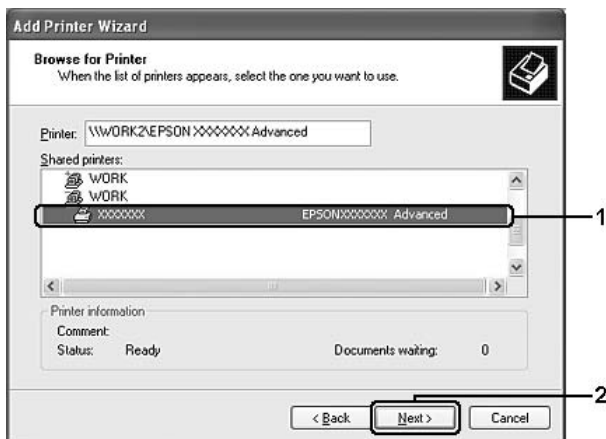 Add Printer Wizard
Browse for Printer
When the list of printers appears, select the one you want to use.
Printer: \\WORK2\EPSON XXXXXXX Advanced
Shared printers:
WORK
WORK
XXXXXXX EPSONXXXXXXX Advanced
1
Printer information
Comment:
Status: Ready Documents waiting: 0
2
< Back Next > Cancel